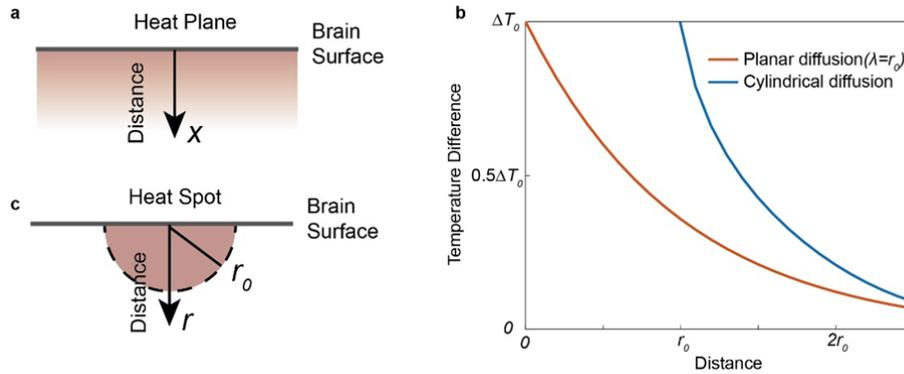 a
Heat Plane
Brain
Surface
Distance
x
c
Heat Spot
Brain
Surface
Distance
r₀
r
b
ΔT₀
Planar diffusion(λ=r₀)
Cylindrical diffusion
Temperature Difference
0.5ΔT₀
0
0
r₀
2r₀
Distance